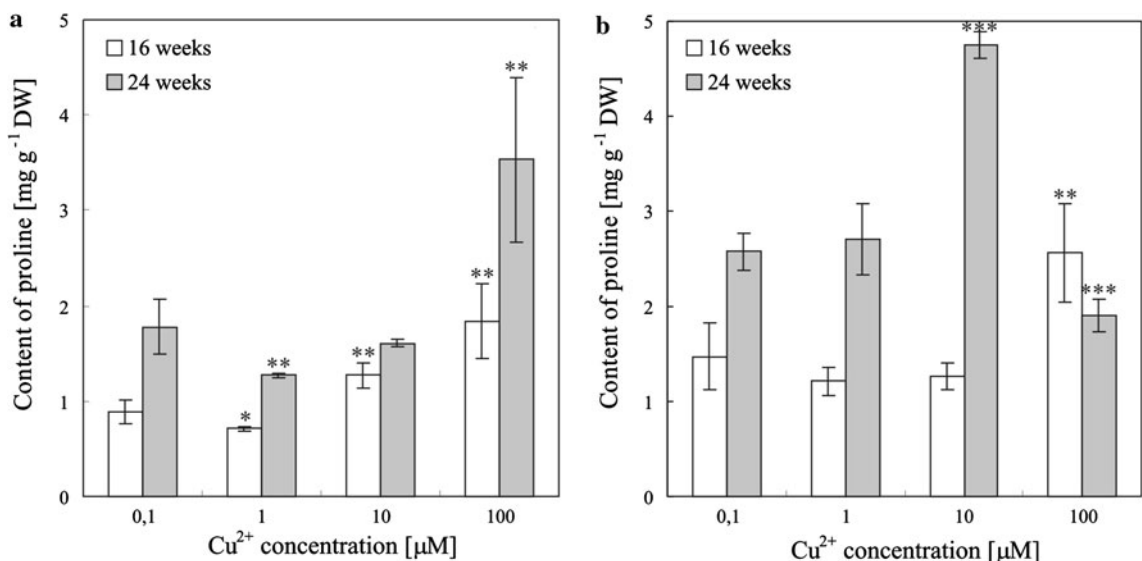 a
5
4
3
2
1
0
Content of proline [mg g⁻¹ DW]
16 weeks
24 weeks
**
**
**
**
*
0,1
1
10
100
Cu²⁺ concentration [μM]
b
5
4
3
2
1
0
Content of proline [mg g⁻¹ DW]
16 weeks
24 weeks
***
**
***
0,1
1
10
100
Cu²⁺ concentration [μM]